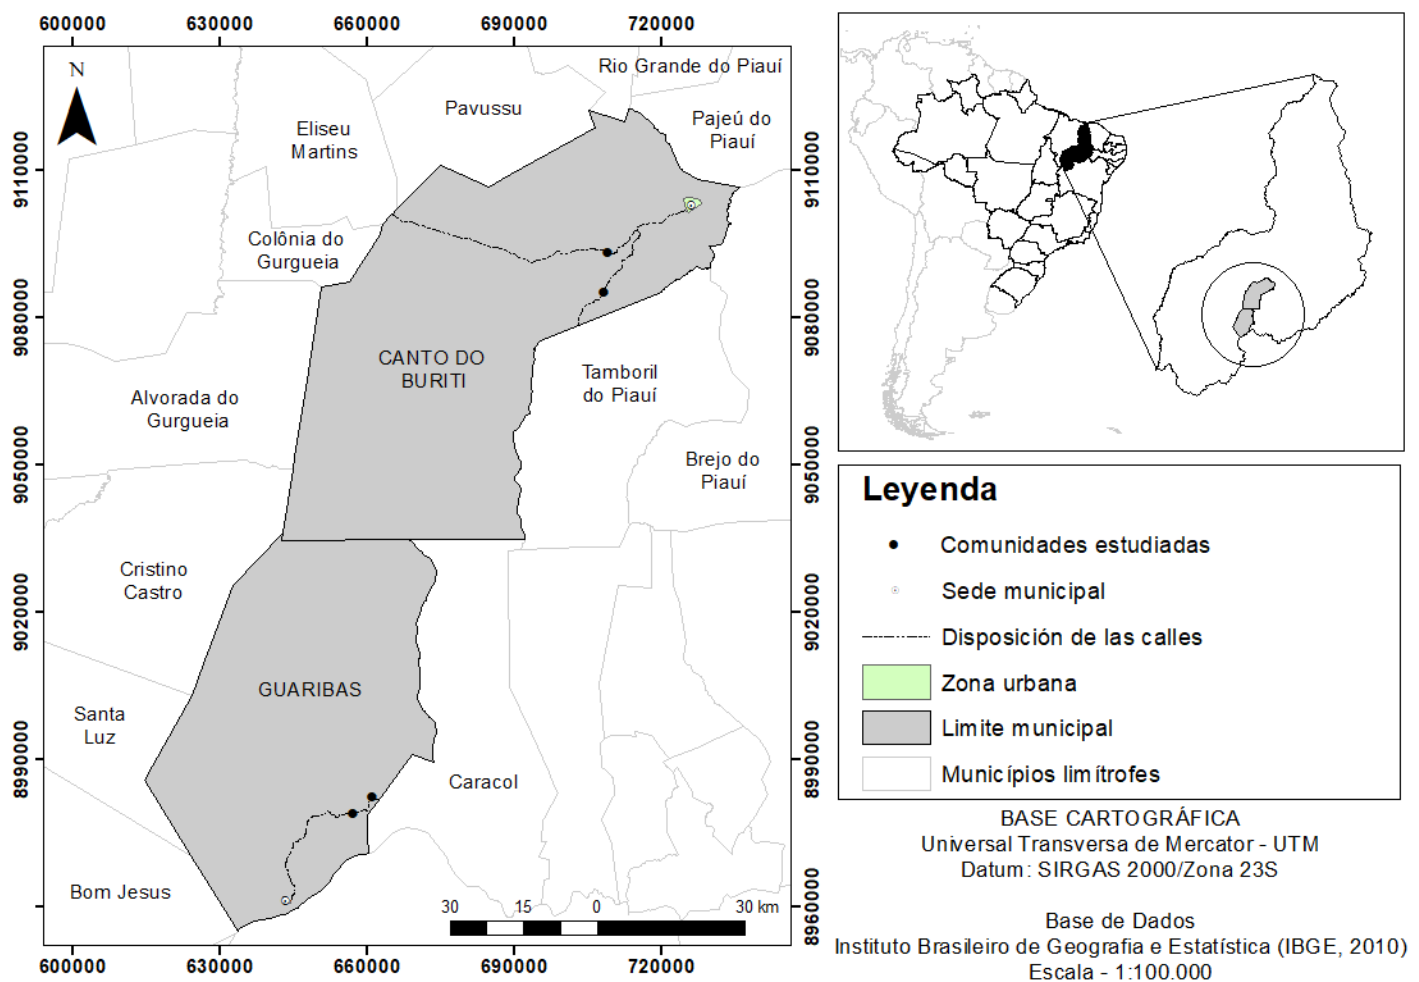 600000
630000
660000
690000
720000
N
Rio Grande do Piauí
Pavussu
Pajeú do
Piauí
Eliseu
Martins
9110000
9110000
Colônia do
Gurgueia
9080000
9080000
CANTO DO
BURITI
Tamboril
do Piauí
Alvorada do
Gurgueia
Brejo do
Piauí
9050000
9050000
Cristino
Castro
9020000
9020000
GUARIBAS
Santa
Luz
8990000
8990000
Caracol
Bom Jesus
8960000
30
15
0
30 km
600000
630000
660000
690000
720000
Leyenda
Comunidades estudiadas
Sede municipal
Disposición de las calles
Zona urbana
Limite municipal
Municípios limítrofes
BASE CARTOGRÁFICA
Universal Transversa de Mercator - UTM
Datum: SIRGAS 2000/Zona 23S
Base de Dados
Instituto Brasileiro de Geografia e Estatística (IBGE, 2010)
Escala - 1:100.000